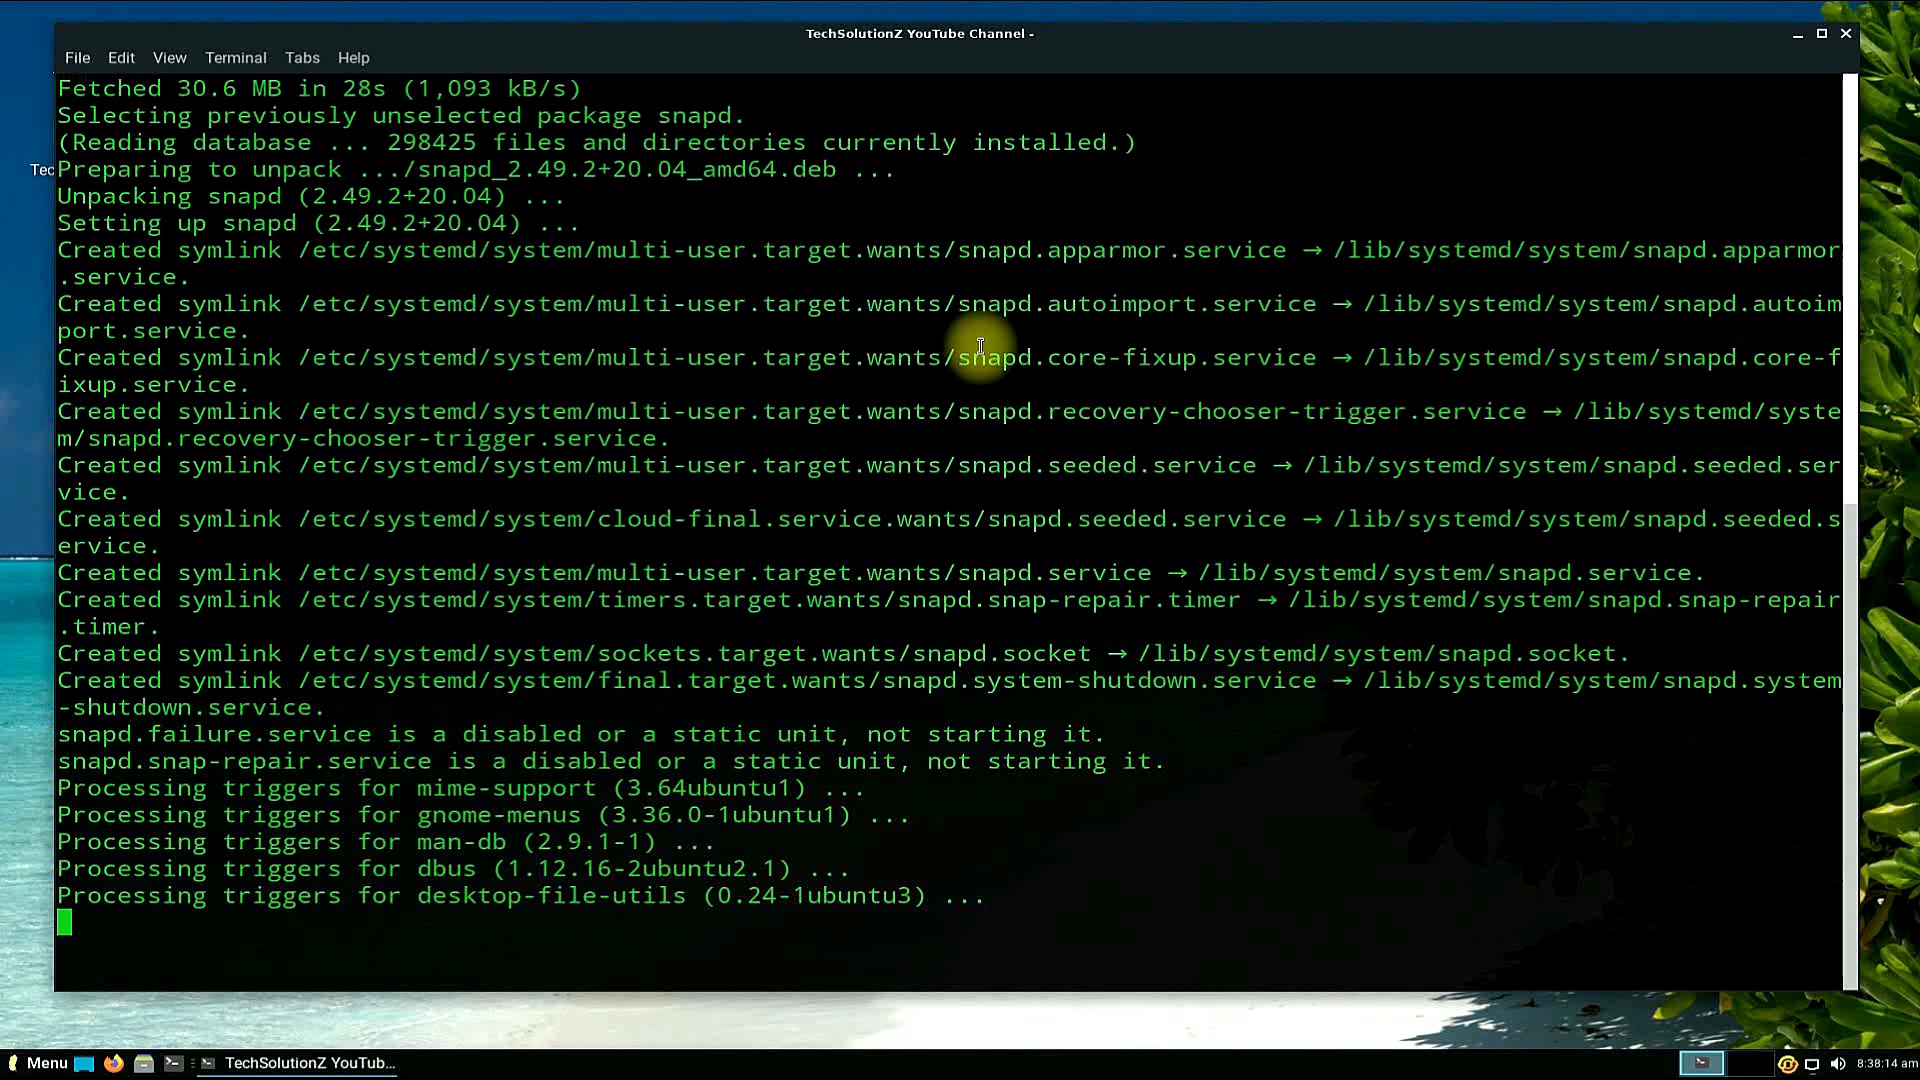 TechSolutionZ YouTube Channel -
File Edit View Terminal Tabs Help
Fetched 30.6 MB in 28s (1,093 kB/s)
Selecting previously unselected package snapd.
(Reading database ... 298425 files and directories currently installed.)
Preparing to unpack .../snapd_2.49.2+20.04_amd64.deb ...
Tec
Unpacking snapd (2.49.2+20.04) ...
Setting up snapd (2.49.2+20.04) ...
Created symlink /etc/systemd/system/multi-user.target.wants/snapd.apparmor.service → /lib/systemd/system/snapd.apparmor
.service.
Created symlink /etc/systemd/system/multi-user.target.wants/snapd.autoimport.service → /lib/systemd/system/snapd.autoim
port.service.
Created symlink /etc/systemd/system/multi-user.target.wants/snapd.core-fixup.service → /lib/systemd/system/snapd.core-f
ixup.service.
Created symlink /etc/systemd/system/multi-user.target.wants/snapd.recovery-chooser-trigger.service → /lib/systemd/syste
m/snapd.recovery-chooser-trigger.service.
Created symlink /etc/systemd/system/multi-user.target.wants/snapd.seeded.service → /lib/systemd/system/snapd.seeded.ser
vice.
Created symlink /etc/systemd/system/cloud-final.service.wants/snapd.seeded.service → /lib/systemd/system/snapd.seeded.s
ervice.
Created symlink /etc/systemd/system/multi-user.target.wants/snapd.service → /lib/systemd/system/snapd.service.
Created symlink /etc/systemd/system/timers.target.wants/snapd.snap-repair.timer → /lib/systemd/system/snapd.snap-repair
.timer.
Created symlink /etc/systemd/system/sockets.target.wants/snapd.socket → /lib/systemd/system/snapd.socket.
Created symlink /etc/systemd/system/final.target.wants/snapd.system-shutdown.service → /lib/systemd/system/snapd.system
-shutdown.service.
snapd.failure.service is a disabled or a static unit, not starting it.
snapd.snap-repair.service is a disabled or a static unit, not starting it.
Processing triggers for mime-support (3.64ubuntu1) ...
Processing triggers for gnome-menus (3.36.0-1ubuntu1) ...
Processing triggers for man-db (2.9.1-1) ...
Processing triggers for dbus (1.12.16-2ubuntu2.1) ...
Processing triggers for desktop-file-utils (0.24-1ubuntu3) ...
Menu TechSolutionZ YouTub... 8:38:14 am